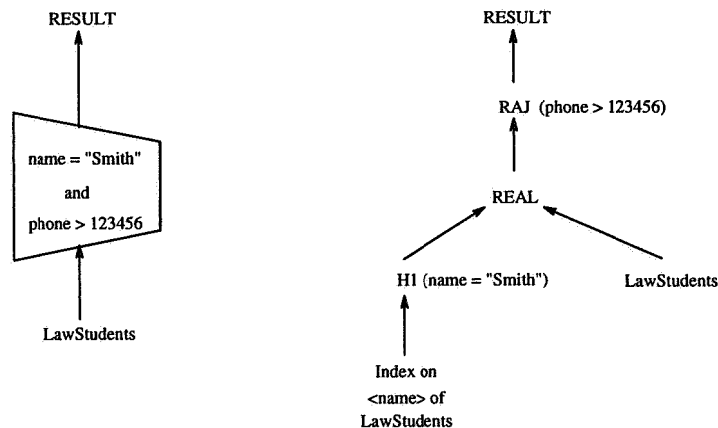 RESULT
name = "Smith"
and
phone > 123456
LawStudents
RESULT
RAJ (phone > 123456)
REAL
H1 (name = "Smith")
LawStudents
Index on
<name> of
LawStudents